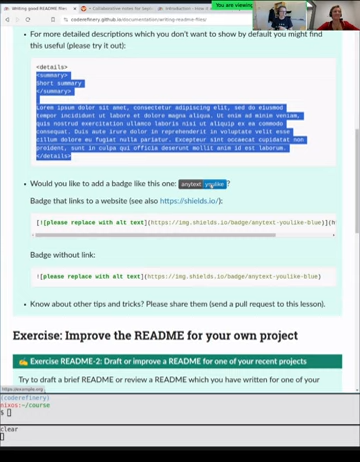 You are viewing
Writing good README files
Collaborative notes for begin
coderefinery.github.io/documentation/writing-readme-files/
For more detailed descriptions which you don't want to show by default you might find
this useful (please try it out):
<details>
<summary>
Short summary
</summary>
Lorem ipsum dolor sit amet, consectetur adipiscing elit, sed do eiusmod
tempor incididunt ut labore et dolore magna aliqua. Ut enim ad minim veniam,
quis nostrud exercitation ullamco laboris nisi ut aliquip ex ea commodo
consequat. Duis aute irure dolor in reprehenderit in voluptate velit esse
cillum dolore eu fugiat nulla pariatur. Excepteur sint occaecat cupidatat non
proident, sunt in culpa qui officia deserunt mollit anim id est laborum.
</details>
Would you like to add a badge like this one: anytext youlike ?
Badge that links to a website (see also https://shields.io/):
[![please replace with alt text](https://img.shields.io/badge/anytext-youlike-blue)](h
Badge without link:
![please replace with alt text](https://img.shields.io/badge/anytext-youlike-blue)
Know about other tips and tricks? Please share them (send a pull request to this lesson).
Exercise: Improve the README for your own project
Exercise README-2: Draft or improve a README for one of your recent projects
Try to draft a brief README or review a README which you have written for one of your
https://example.org
(coderefinery)
nixos:~/course
$
clear